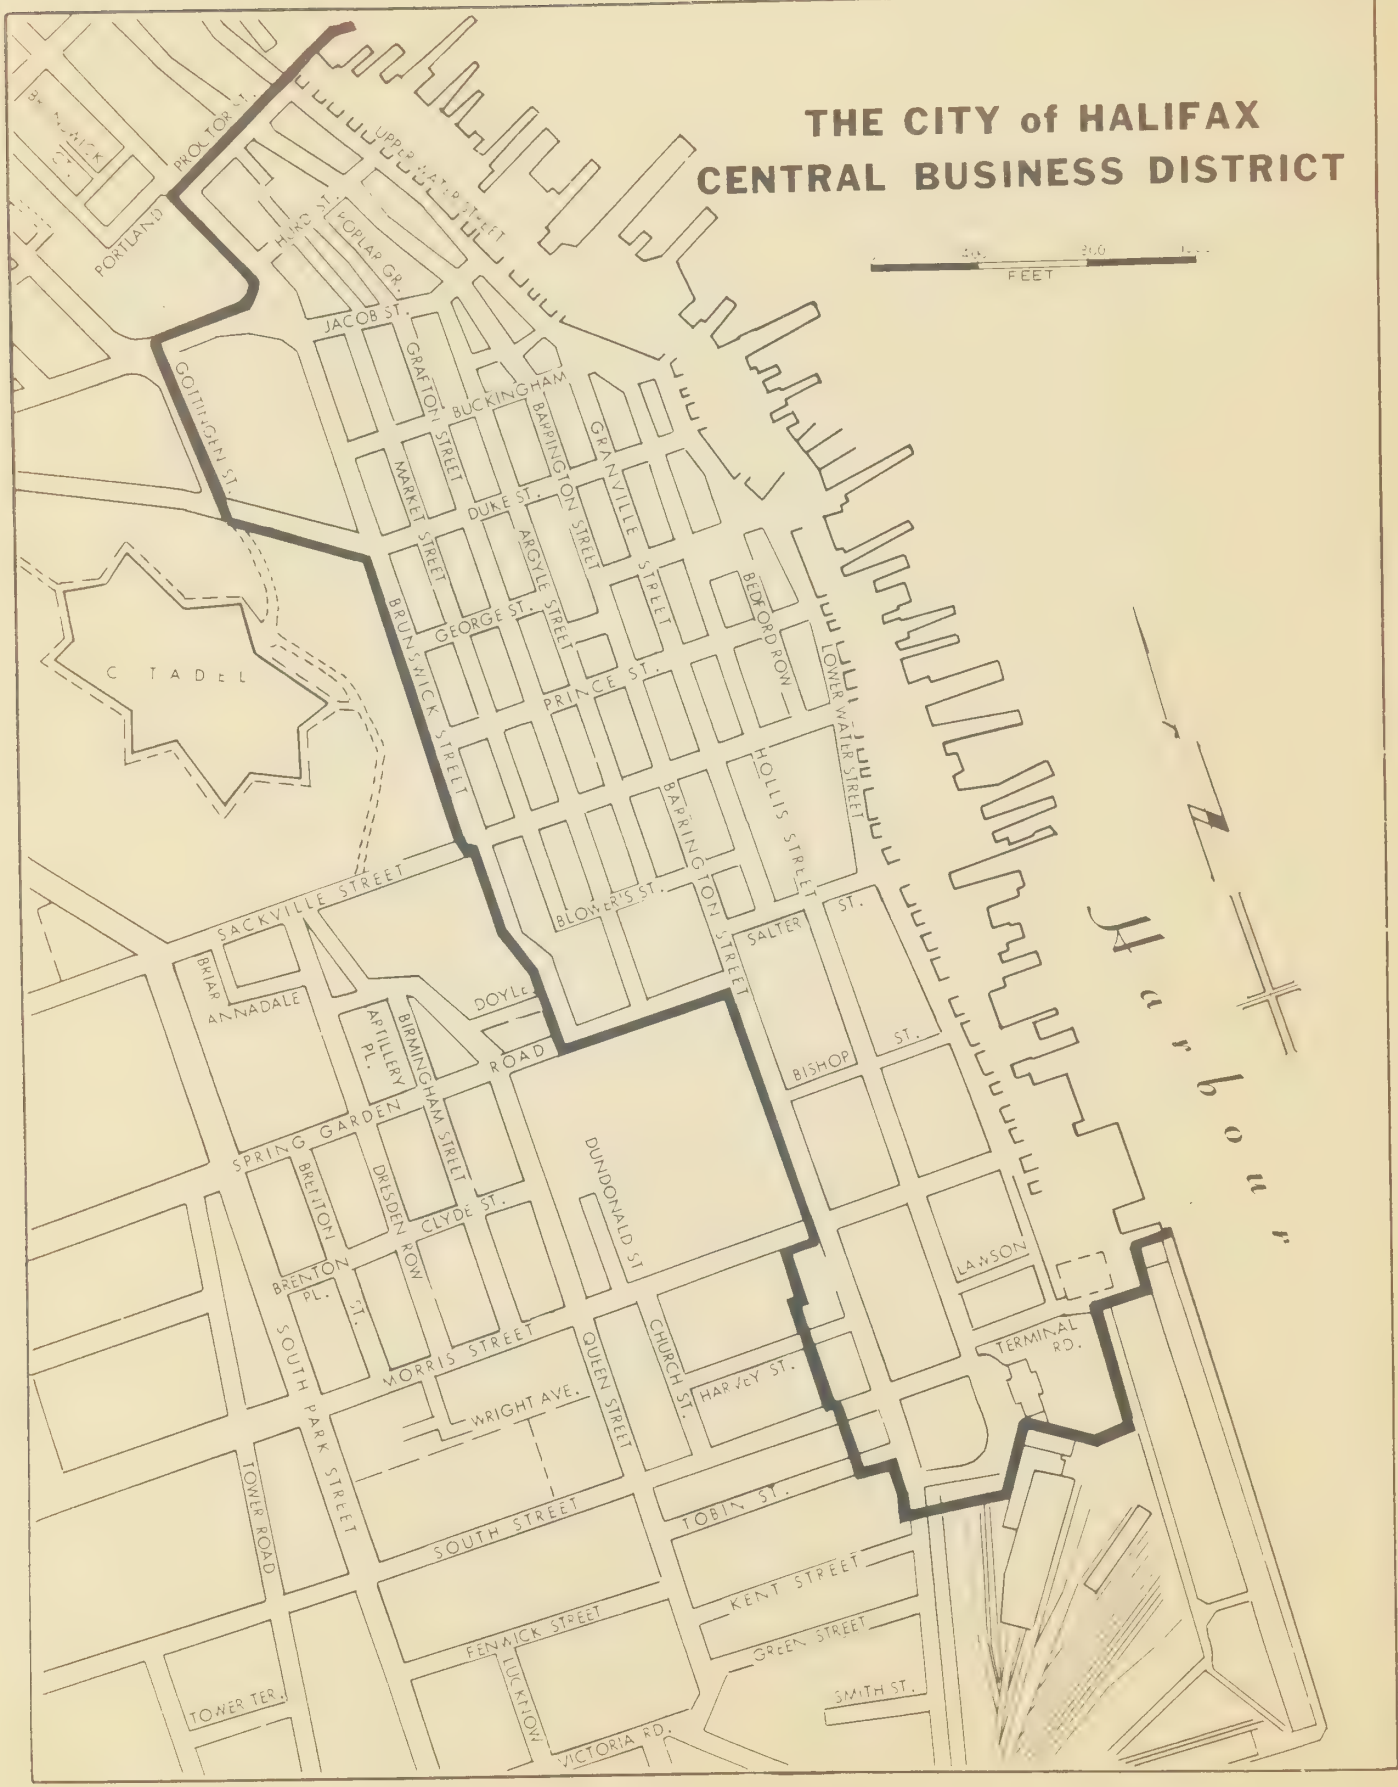 THE CITY of HALIFAX
CENTRAL BUSINESS DISTRICT
FEET
PROCTOR ST.
PORTLAND
UPPER WATER STREET
HURD ST.
POPLAR GR.
JACOB ST.
GOTTINGEN ST.
GRAFTON STREET
BUCKINGHAM
BARRINGTON STREET
GRANVILLE STREET
MARKET STREET
DUKE ST.
ARGYLE STREET
GEORGE ST.
BEDFORD ROW
LOWER WATER STREET
PRINCE ST.
BRUNSWICK STREET
C TADEL
HOLLIS STREET
BARRINGTON STREET
SACKVILLE STREET
BLOWER'S ST.
SALTER ST.
BRIAR
ANNADALE
DOYLE
ARTILLERY PL.
BIRMINGHAM STREET
SPRING GARDEN ROAD
BISHOP ST.
Harbour
BRENTON ST.
DRESDEN ROW
CLYDE ST.
DUNDONALD ST
BRENTON PL.
LAWSON
TERMINAL RD.
SOUTH PARK STREET
MORRIS STREET
QUEEN STREET
CHURCH ST.
HARVEY ST.
WRIGHT AVE.
TOWER ROAD
SOUTH STREET
TOBIN ST.
KENT STREET
FENWICK STREET
GREEN STREET
LUCKNOW
SMITH ST.
TOWER TER.
VICTORIA RD.